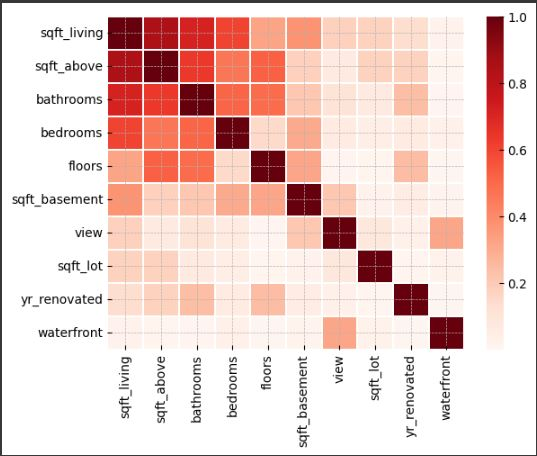 sqft_living
sqft_above
bathrooms
bedrooms
floors
sqft_basement
view
sqft_lot
yr_renovated
waterfront
sqft_living
sqft_above
bathrooms
bedrooms
floors
sqft_basement
view
sqft_lot
yr_renovated
waterfront
1.0
0.8
0.6
0.4
0.2